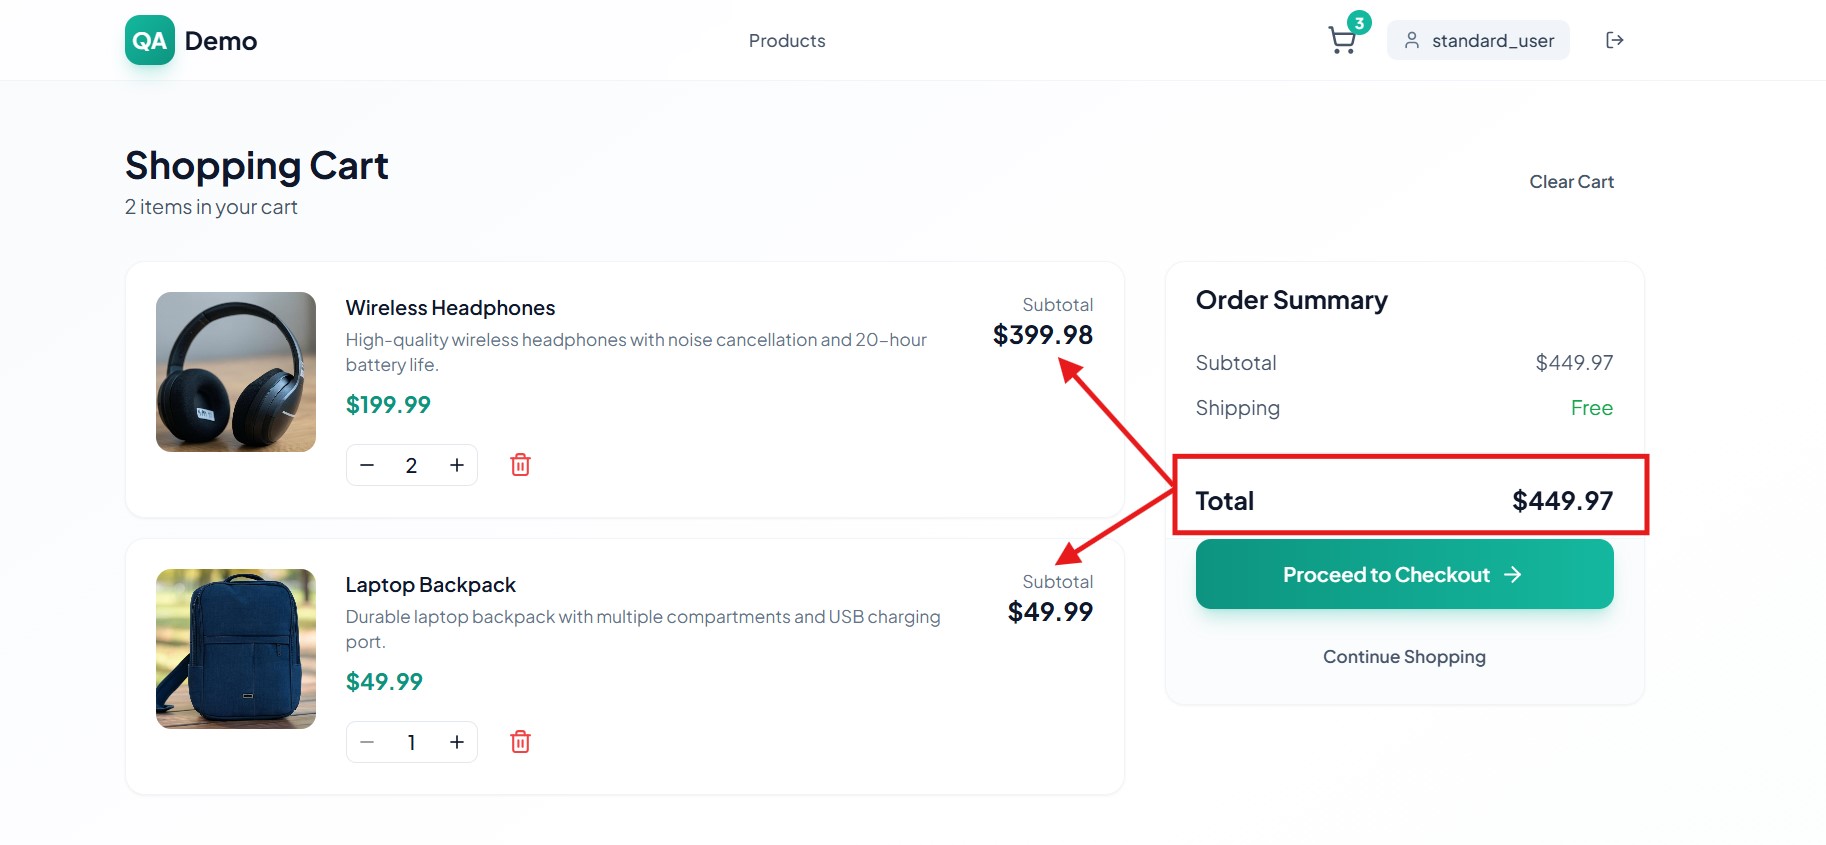 QA Demo
Products
3
standard_user
Shopping Cart
2 items in your cart
Clear Cart
Wireless Headphones
High-quality wireless headphones with noise cancellation and 20-hour
battery life.
$199.99
2
Subtotal
$399.98
Laptop Backpack
Durable laptop backpack with multiple compartments and USB charging
port.
$49.99
1
Subtotal
$49.99
Order Summary
Subtotal $449.97
Shipping Free
Total $449.97
Proceed to Checkout
Continue Shopping